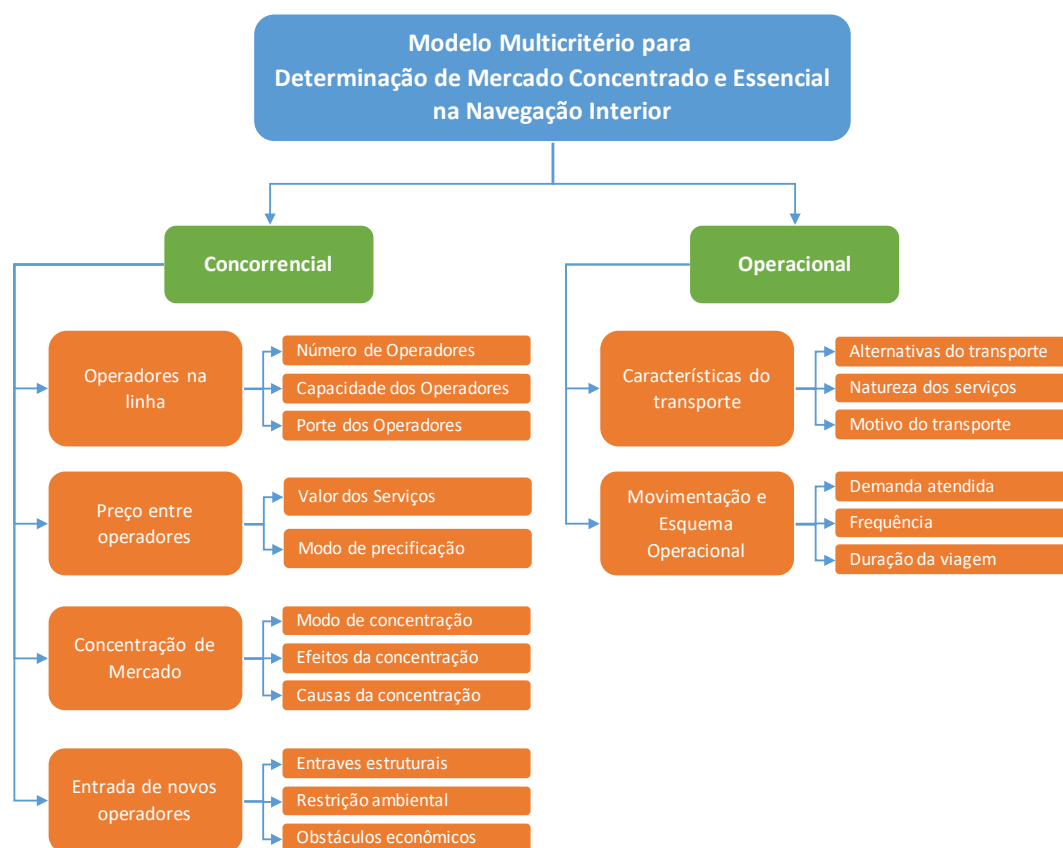 Modelo Multicritério para
Determinação de Mercado Concentrado e Essencial
na Navegação Interior
Concorrencial
Operadores na
linha
Número de Operadores
Capacidade dos Operadores
Porte dos Operadores
Preço entre
operadores
Valor dos Serviços
Modo de precificação
Concentração de
Mercado
Modo de concentração
Efeitos da concentração
Causas da concentração
Entrada de novos
operadores
Entraves estruturais
Restrição ambiental
Obstáculos econômicos
Operacional
Características do
transporte
Alternativas do transporte
Natureza dos serviços
Motivo do transporte
Movimentação e
Esquema
Operacional
Demanda atendida
Frequência
Duração da viagem